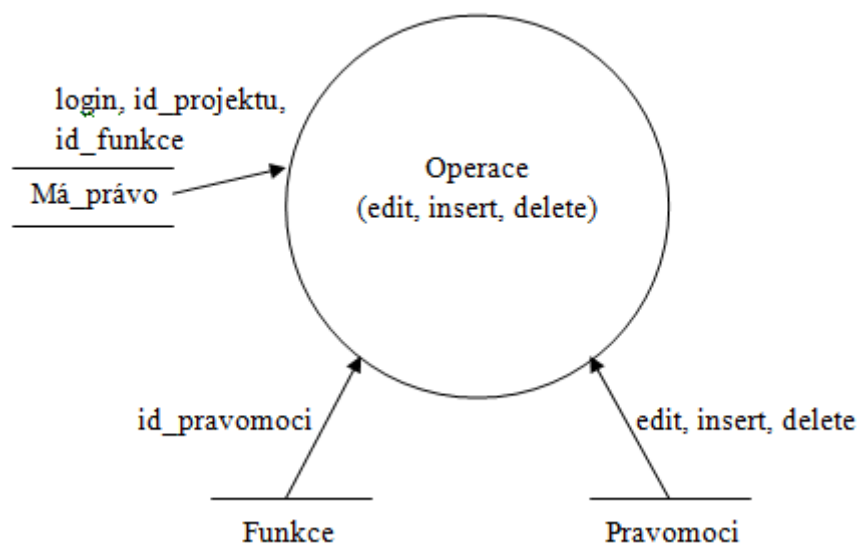 login, id_projektu,
id_funkce
Má_právo
Operace
(edit, insert, delete)
id_pravomoci
edit, insert, delete
Funkce
Pravomoci